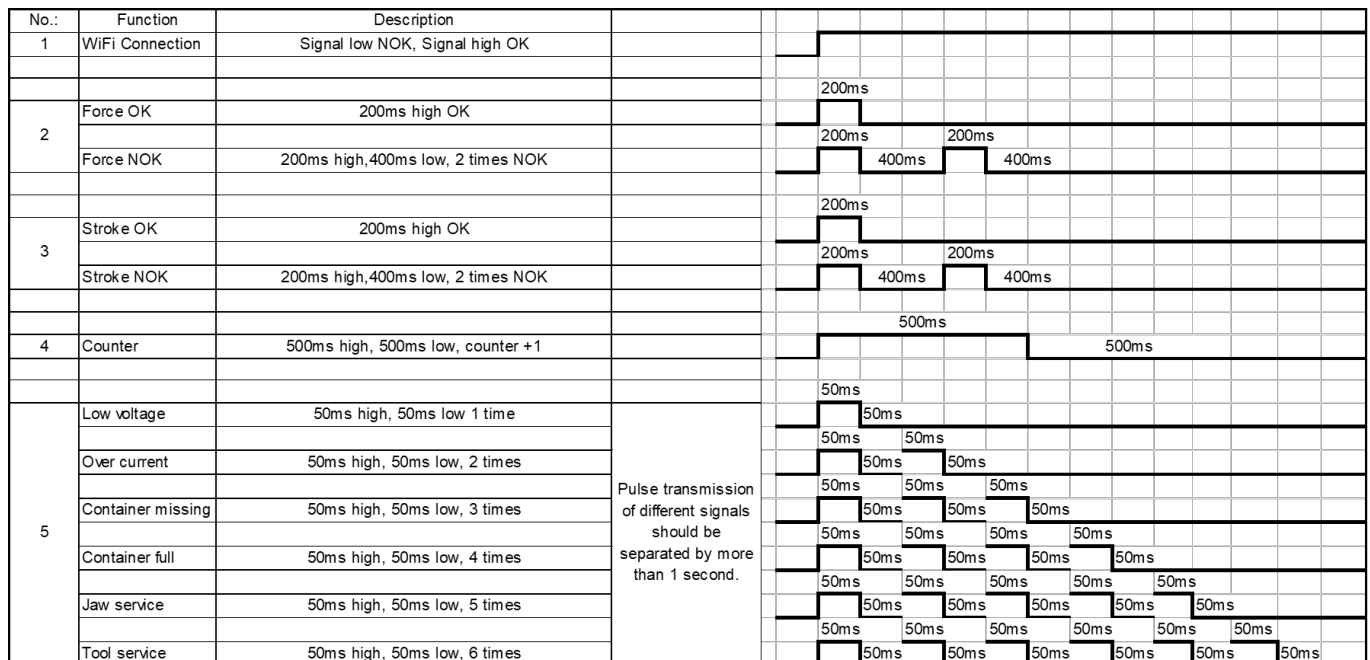 No.: Function Description
1 WiFi Connection Signal low NOK, Signal high OK
200ms
Force OK 200ms high OK
2 200ms 200ms
Force NOK 200ms high,400ms low, 2 times NOK 400ms 400ms
200ms
Stroke OK 200ms high OK
3 200ms 200ms
Stroke NOK 200ms high,400ms low, 2 times NOK 400ms 400ms
500ms
4 Counter 500ms high, 500ms low, counter +1 500ms
50ms
Low voltage 50ms high, 50ms low 1 time 50ms
50ms 50ms
Over current 50ms high, 50ms low, 2 times 50ms 50ms
50ms 50ms 50ms
Pulse transmission
Container missing 50ms high, 50ms low, 3 times of different signals 50ms 50ms 50ms
5 should be 50ms 50ms 50ms 50ms
Container full 50ms high, 50ms low, 4 times separated by more 50ms 50ms 50ms 50ms
than 1 second.
50ms 50ms 50ms 50ms 50ms
Jaw service 50ms high, 50ms low, 5 times 50ms 50ms 50ms 50ms 50ms
50ms 50ms 50ms 50ms 50ms 50ms
Tool service 50ms high, 50ms low, 6 times 50ms 50ms 50ms 50ms 50ms 50ms